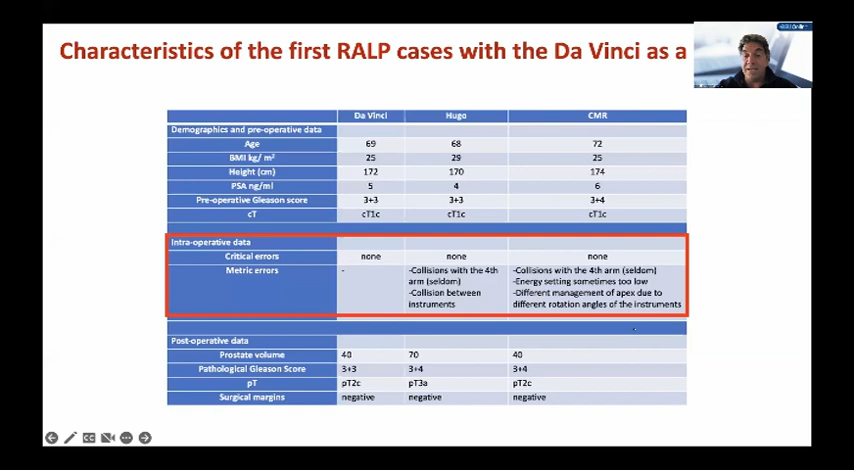 Characteristics of the first RALP cases with the Da Vinci as a
Da Vinci Hugo CMR
Demographics and pre-operative data
Age 69 68 72
BMI kg/ m² 25 29 25
Height (cm) 172 170 174
PSA ng/ml 5 4 6
Pre-operative Gleason score 3+3 3+3 3+4
cT cT1c cT1c cT1c
Intra-operative data
Critical errors none none none
Metric errors - -Collisions with the 4th -Collisions with the 4th arm (seldom)
arm (seldom) -Energy setting sometimes too low
-Collision between -Different management of apex due to
instruments different rotation angles of the instruments
Post-operative data
Prostate volume 40 70 40
Pathological Gleason Score 3+3 3+4 3+4
pT pT2c pT3a pT2c
Surgical margins negative negative negative